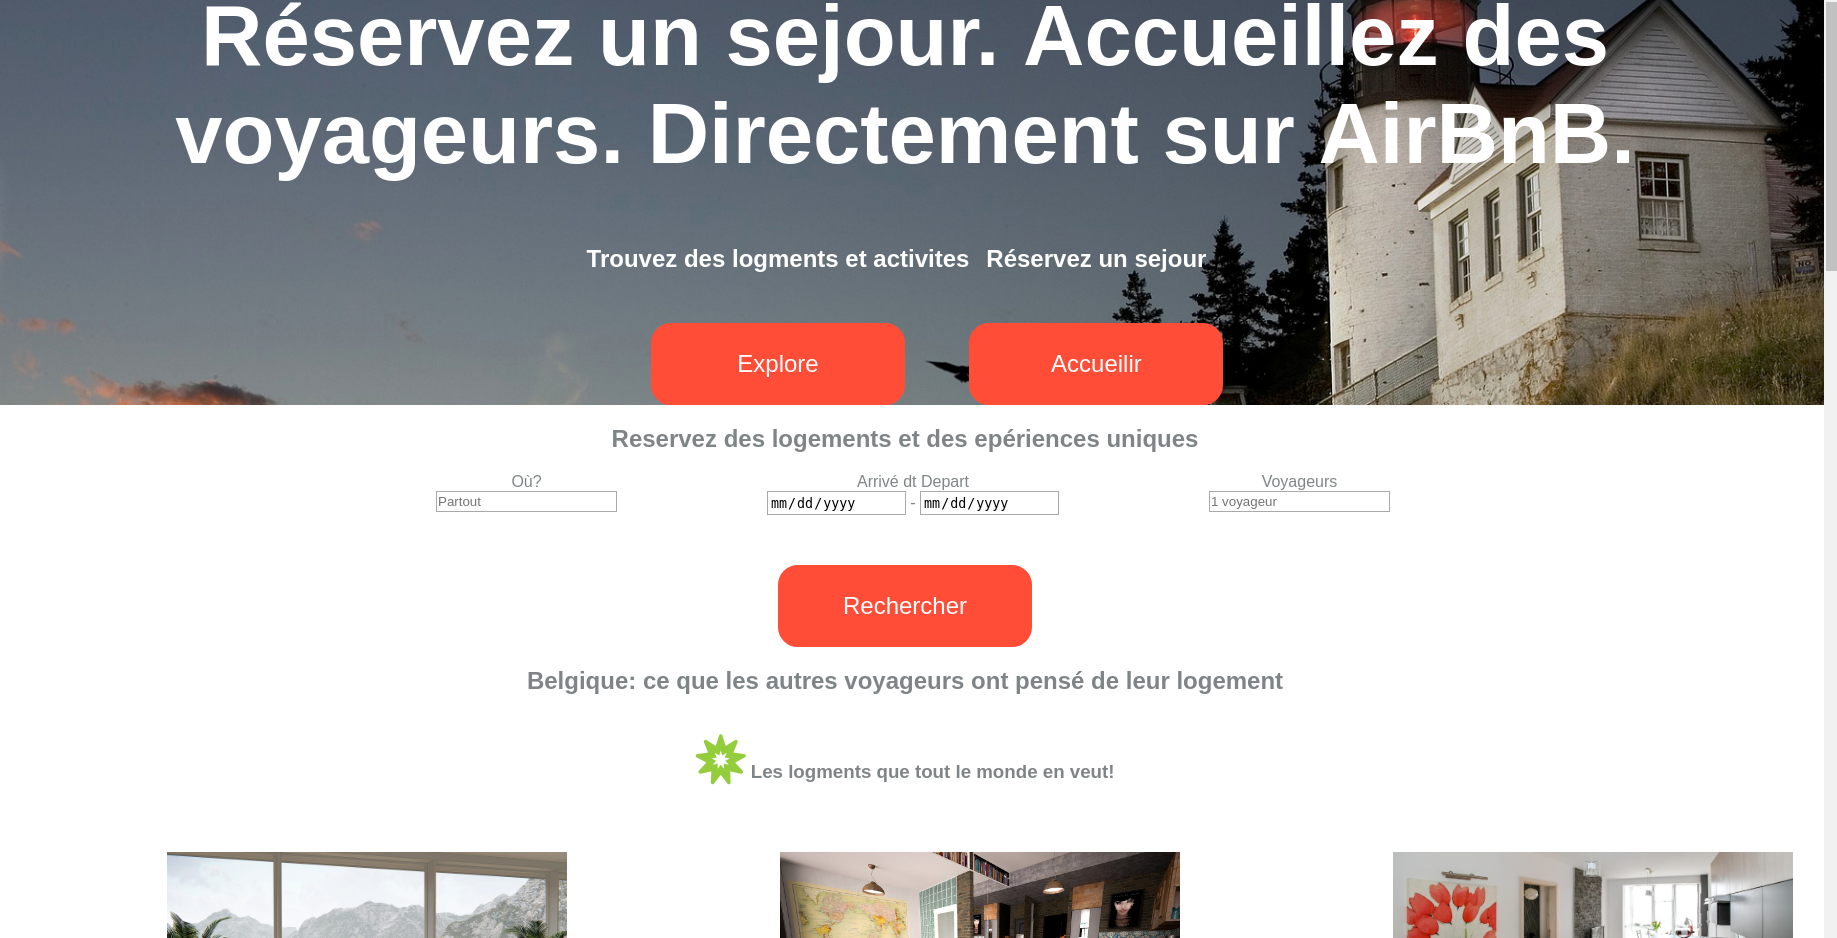 Réservez un sejour. Accueillez des
voyageurs. Directement sur AirBnB.
Trouvez des logments et activites Réservez un sejour
Explore Accueilir
Reservez des logements et des epériences uniques
Où? Arrivé dt Depart Voyageurs
Partout mm/dd/yyyy - mm/dd/yyyy 1 voyageur
Rechercher
Belgique: ce que les autres voyageurs ont pensé de leur logement
Les logments que tout le monde en veut!